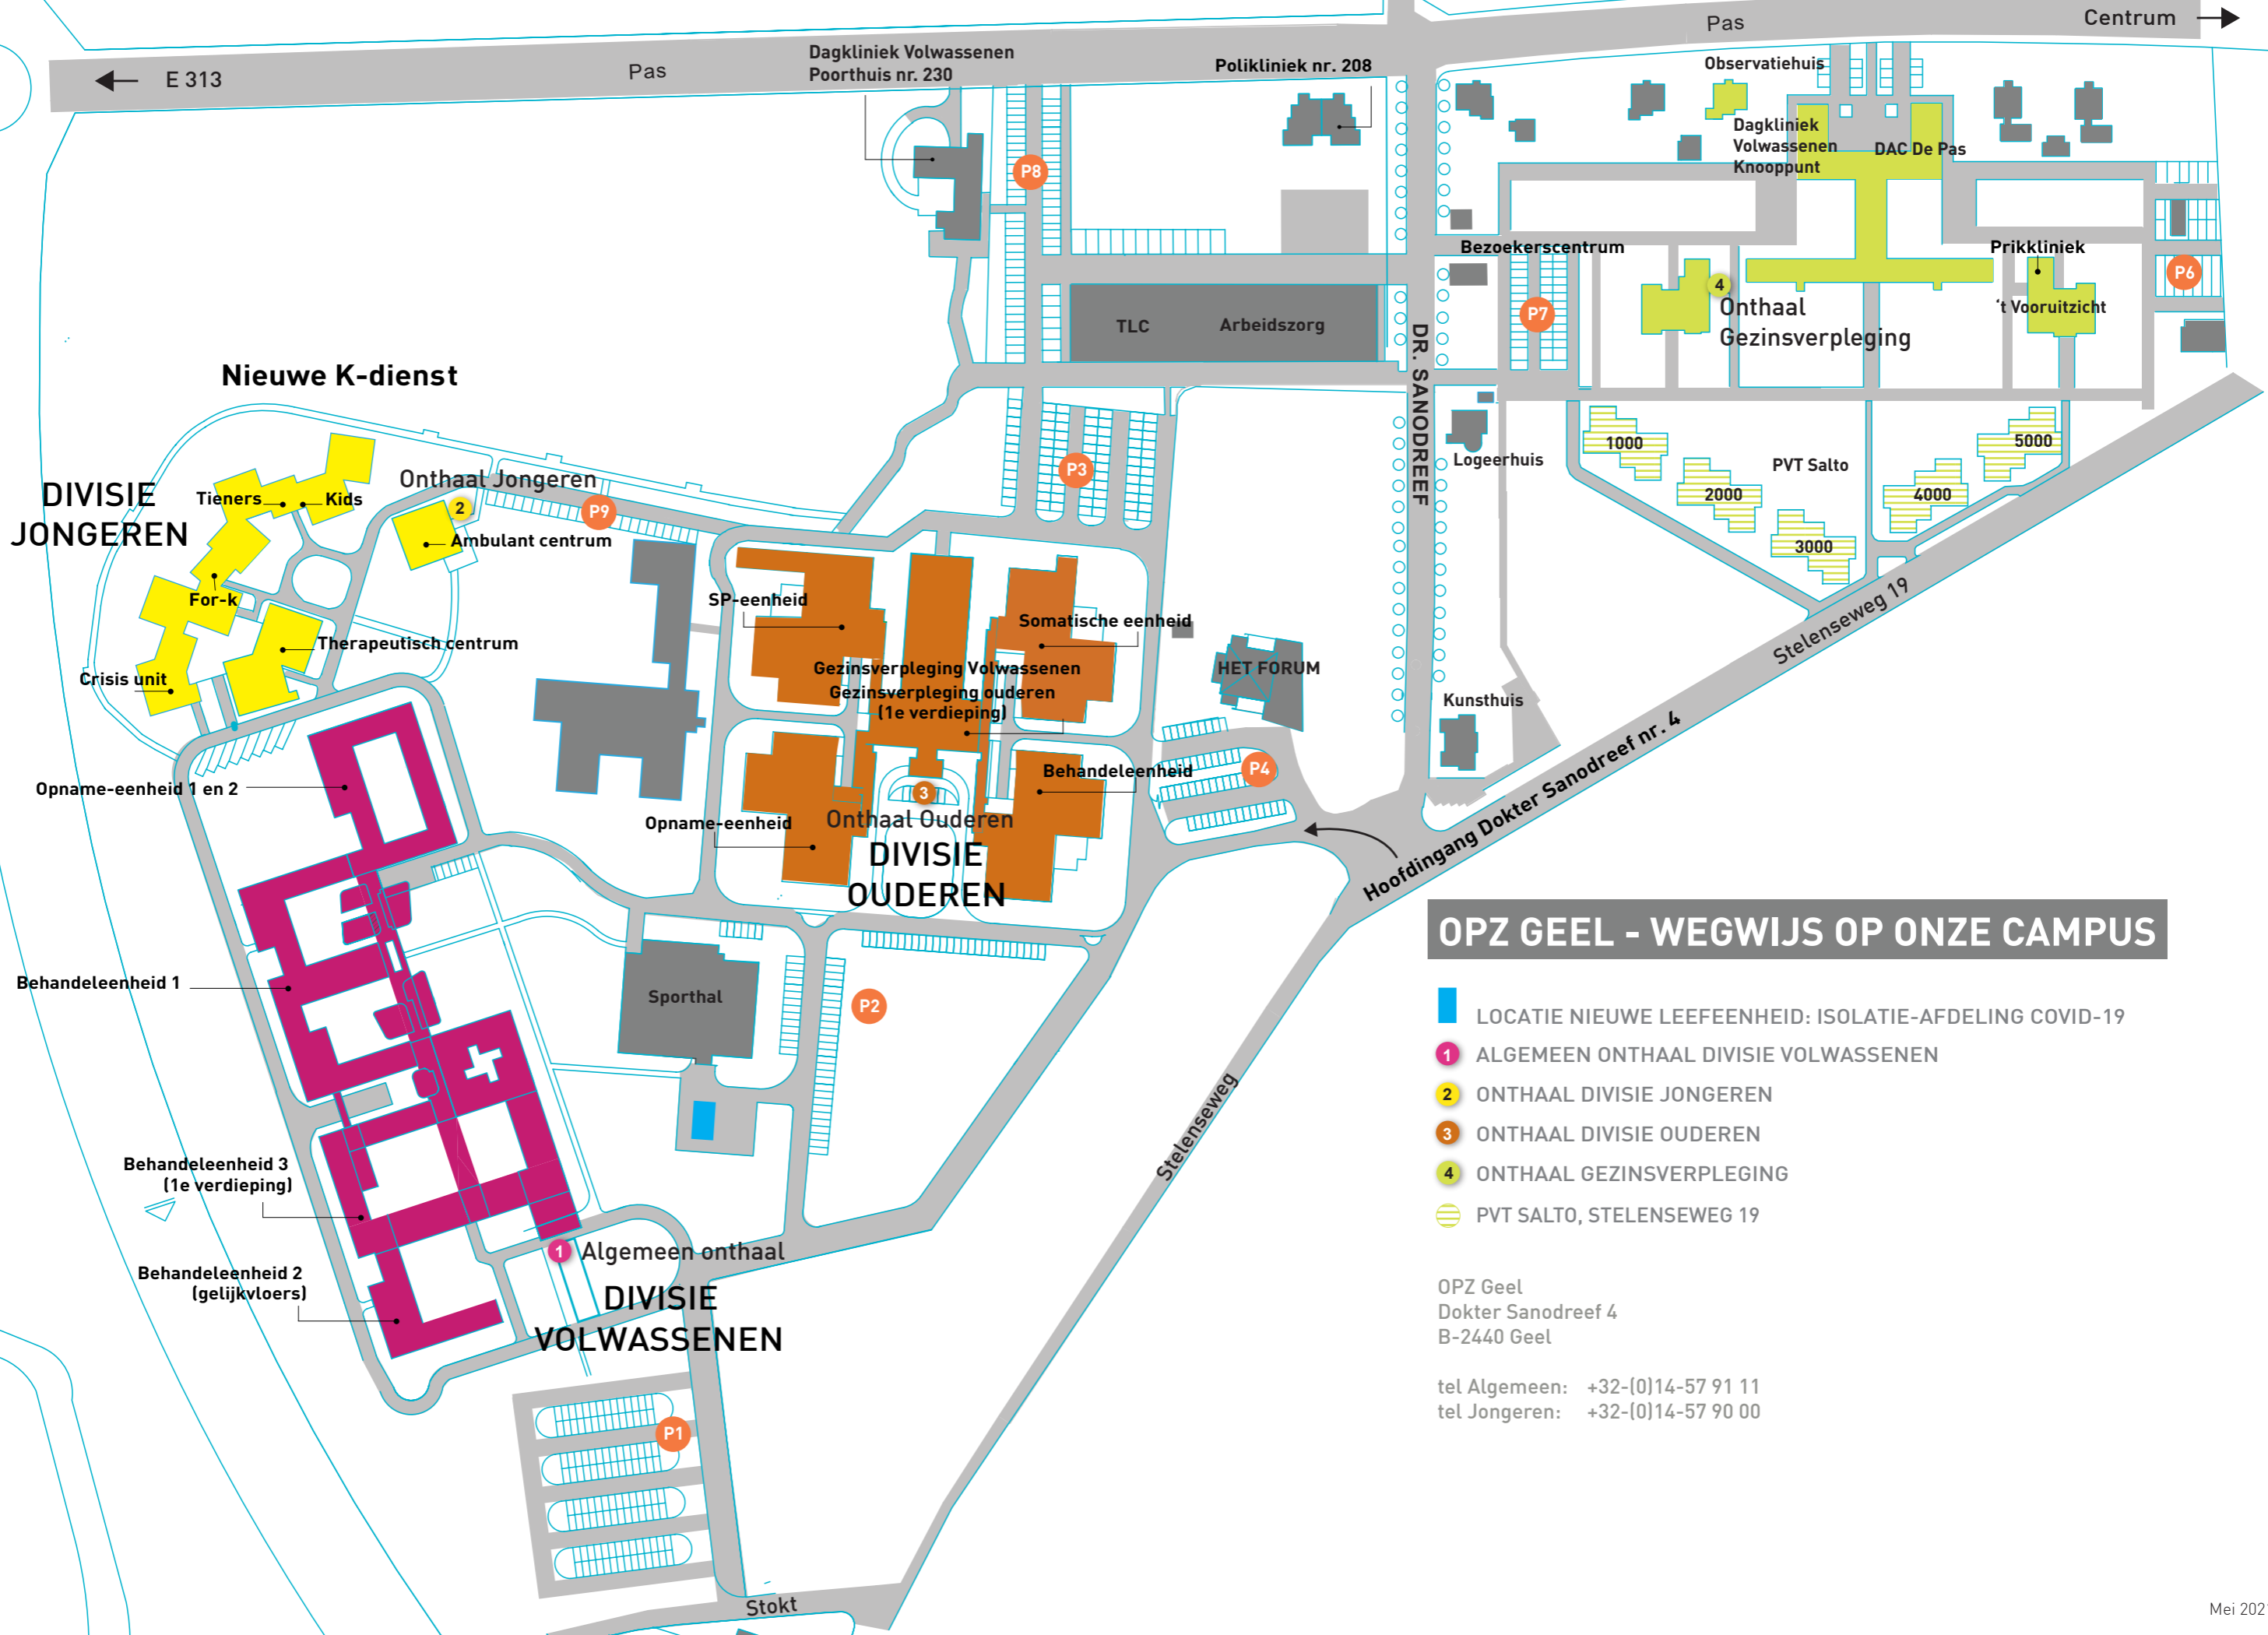 Centrum
Pas
E 313
Pas
Dagkliniek Volwassenen
Poorthuis nr. 230
Polikliniek nr. 208
Observatiehuis
Dagkliniek
Volwassenen
Knooppunt
DAC De Pas
P8
Bezoekerscentrum
Prikkliniek
P6
4
Onthaal
Gezinsverpleging
't Vooruitzicht
P7
TLC
Arbeidszorg
DR. SANODREEF
Nieuwe K-dienst
Logeerhuis
1000
2000
3000
4000
5000
PVT Salto
P3
DIVISIE
JONGEREN
Tieners
Kids
Onthaal Jongeren
2
P9
Ambulant centrum
For-k
Therapeutisch centrum
Crisis unit
SP-eenheid
Somatische eenheid
Gezinsverpleging Volwassenen
Gezinsverpleging ouderen
(1e verdieping)
HET FORUM
Stelenseweg 19
Kunsthuis
P4
Hoofdingang Dokter Sanodreef nr. 4
Opname-eenheid 1 en 2
Behandeleenheid
3
Onthaal Ouderen
Opname-eenheid
DIVISIE
OUDEREN
Behandeleenheid 1
Sporthal
P2
Stelenseweg
Behandeleenheid 3
(1e verdieping)
1
Algemeen onthaal
Behandeleenheid 2
(gelijkvloers)
DIVISIE
VOLWASSENEN
P1
Stokt
OPZ GEEL - WEGWIJS OP ONZE CAMPUS
LOCATIE NIEUWE LEEFEENHEID: ISOLATIE-AFDELING COVID-19
1 ALGEMEEN ONTHAAL DIVISIE VOLWASSENEN
2 ONTHAAL DIVISIE JONGEREN
3 ONTHAAL DIVISIE OUDEREN
4 ONTHAAL GEZINSVERPLEGING
PVT SALTO, STELENSEWEG 19
OPZ Geel
Dokter Sanodreef 4
B-2440 Geel
tel Algemeen: +32-(0)14-57 91 11
tel Jongeren: +32-(0)14-57 90 00
Mei